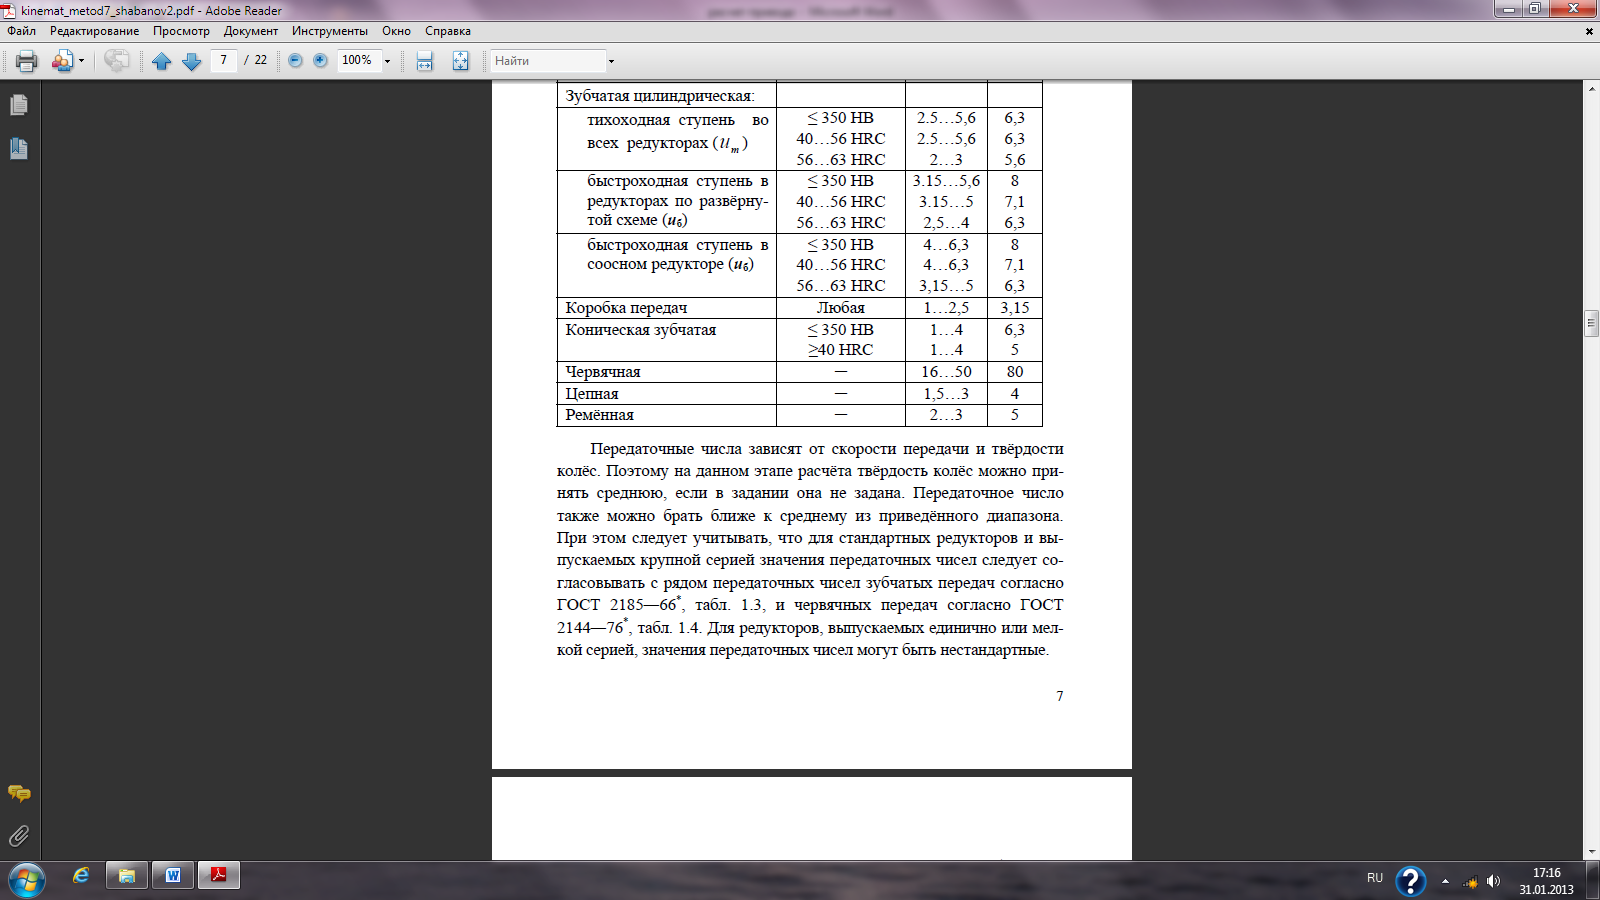 kinemat_metod7_shabanov2.pdf - Adobe Reader
Файл Редактирование Просмотр Документ Инструменты Окно Справка
7 / 22 100% Найти
Зубчатая цилиндрическая:
тихоходная ступень во ≤ 350 HB 2.5…5,6 6,3
всех редукторах (uт) 40…56 HRC 2.5…5,6 6,3
56…63 HRC 2…3 5,6
быстроходная ступень в ≤ 350 HB 3.15…5,6 8
редукторах по развёрну- 40…56 HRC 3.15…5 7,1
той схеме (uб) 56…63 HRC 2,5…4 6,3
быстроходная ступень в ≤ 350 HB 4…6,3 8
соосном редукторе (uб) 40…56 HRC 4…6,3 7,1
56…63 HRC 3,15…5 6,3
Коробка передач Любая 1…2,5 3,15
Коническая зубчатая ≤ 350 HB 1…4 6,3
≥40 HRC 1…4 5
Червячная — 16…50 80
Цепная — 1,5…3 4
Ремённая — 2…3 5
Передаточные числа зависят от скорости передачи и твёрдости
колёс. Поэтому на данном этапе расчёта твёрдость колёс можно при-
нять среднюю, если в задании она не задана. Передаточное число
также можно брать ближе к среднему из приведённого диапазона.
При этом следует учитывать, что для стандартных редукторов и вы-
пускаемых крупной серией значения передаточных чисел следует со-
гласовывать с рядом передаточных чисел зубчатых передач согласно
ГОСТ 2185—66*, табл. 1.3, и червячных передач согласно ГОСТ
2144—76*, табл. 1.4. Для редукторов, выпускаемых единично или мел-
кой серией, значения передаточных чисел могут быть нестандартные.
7
RU 17:16
31.01.2013